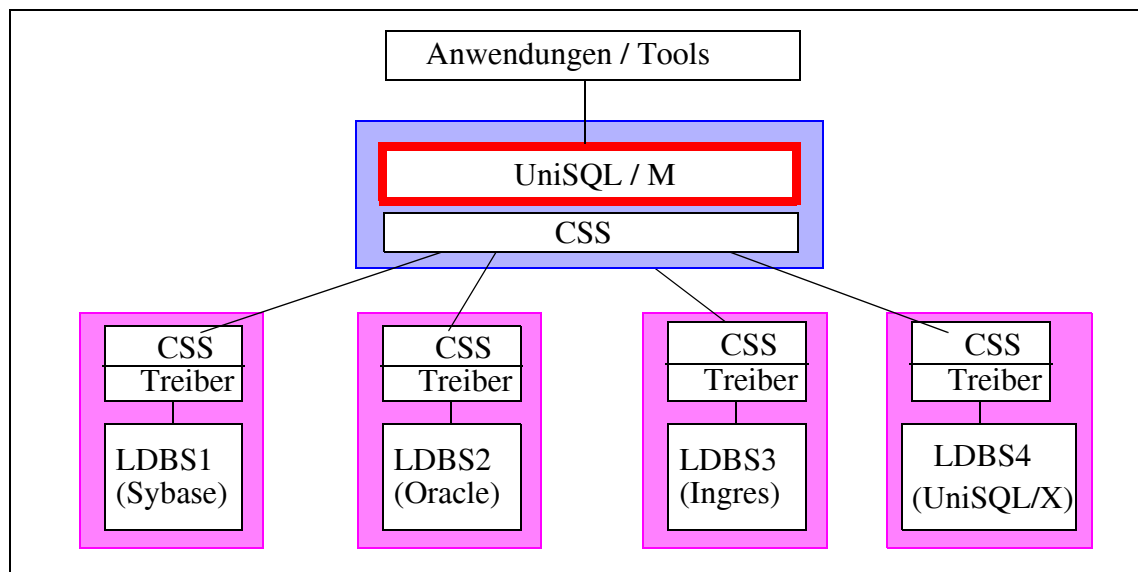 Anwendungen / Tools
UniSQL / M
CSS
CSS
Treiber
LDBS1
(Sybase)
CSS
Treiber
LDBS2
(Oracle)
CSS
Treiber
LDBS3
(Ingres)
CSS
Treiber
LDBS4
(UniSQL/X)